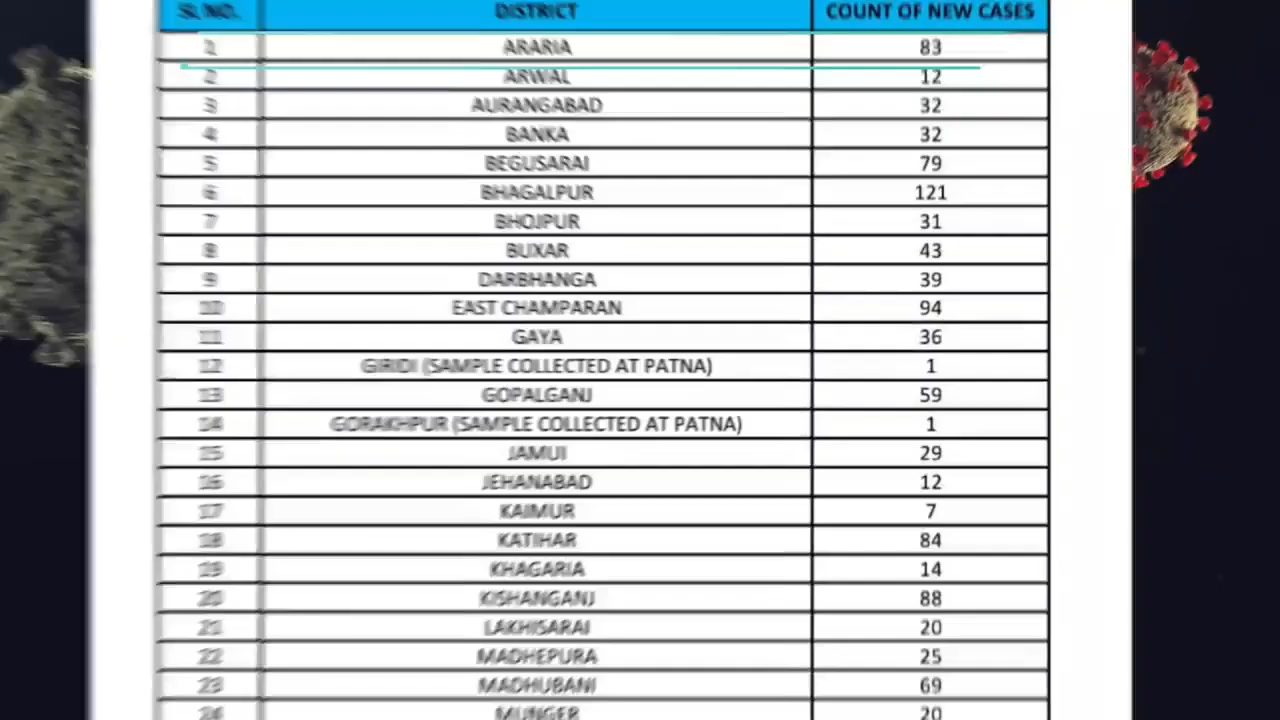 SL NO. DISTRICT COUNT OF NEW CASES
1 ARARIA 83
2 ARWAL 12
3 AURANGABAD 32
4 BANKA 32
5 BEGUSARAI 79
6 BHAGALPUR 121
7 BHOJPUR 31
8 BUXAR 43
9 DARBHANGA 39
10 EAST CHAMPARAN 94
11 GAYA 36
12 GIRIDI (SAMPLE COLLECTED AT PATNA) 1
13 GOPALGANJ 59
14 GORAKHPUR (SAMPLE COLLECTED AT PATNA) 1
15 JAMUI 29
16 JEHANABAD 12
17 KAIMUR 7
18 KATIHAR 84
19 KHAGARIA 14
20 KISHANGANJ 88
21 LAKHISARAI 20
22 MADHEPURA 25
23 MADHUBANI 69
24 MUNGER 20